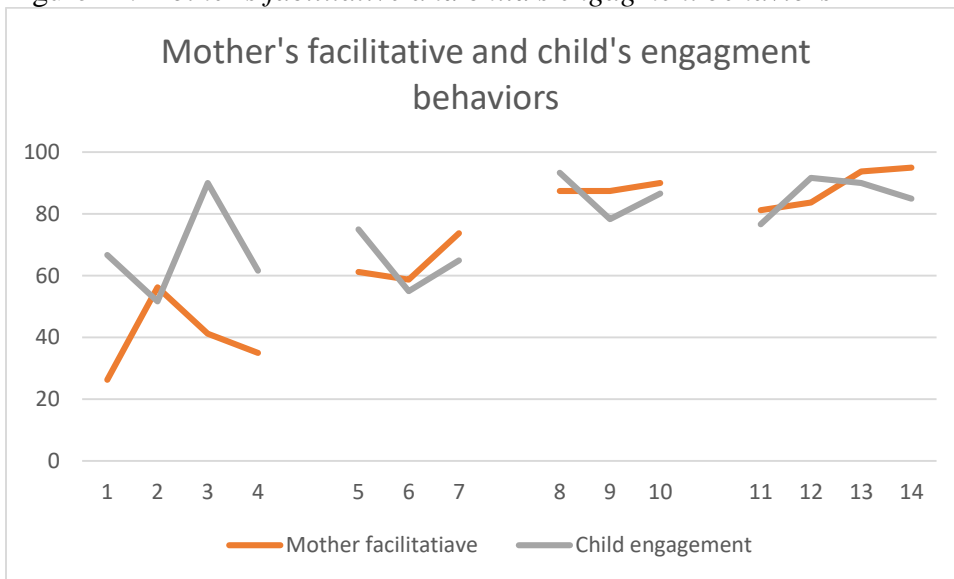 Mother's facilitative and child's engagment
behaviors
100
80
60
40
20
0
1 2 3 4 5 6 7 8 9 10 11 12 13 14
Mother facilitatiave Child engagement